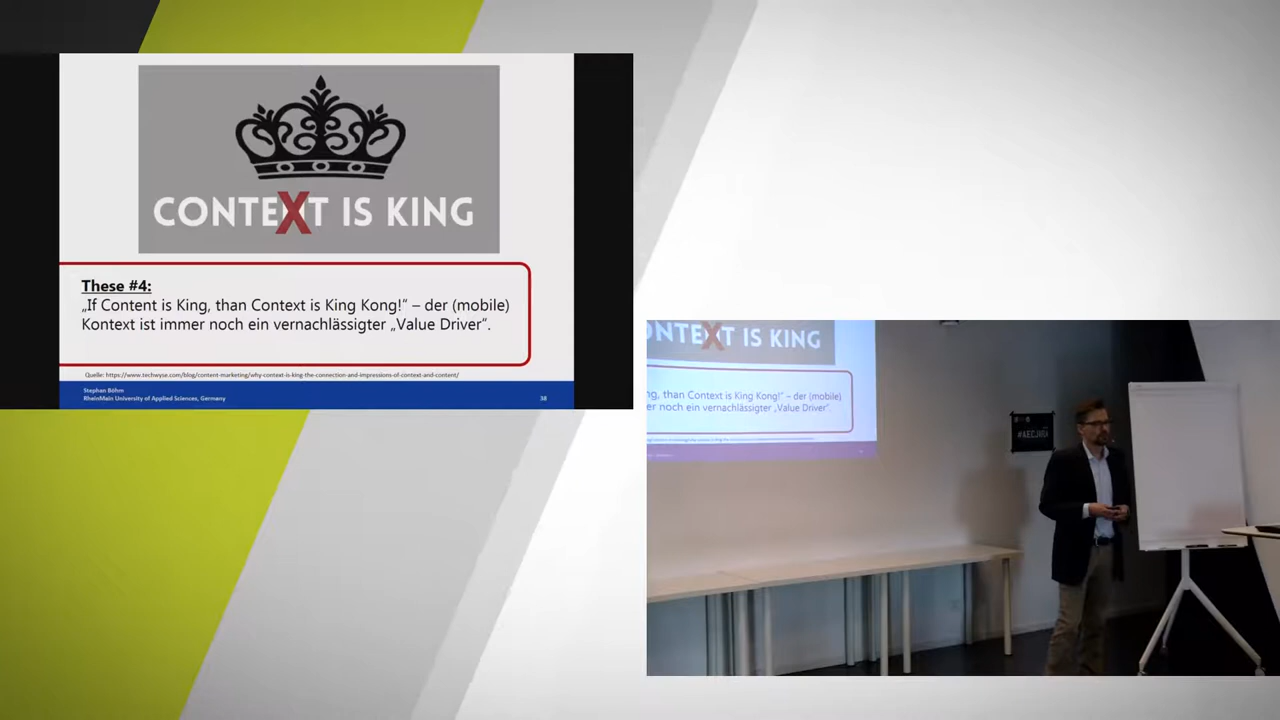 CONTEXT IS KING
These #4:
„If Content is King, than Context is King Kong!“ – der (mobile)
Kontext ist immer noch ein vernachlässigter „Value Driver“.
Quelle: https://www.techwyse.com/blog/content-marketing/why-context-is-king-the-connection-and-impressions-of-context-and-content/
Stephan Böhm
RheinMain University of Applied Sciences, Germany
38
ONTEXT IS KING
ng, than Context is King Kong!“ – der (mobile)
er noch ein vernachlässigter „Value Driver“.